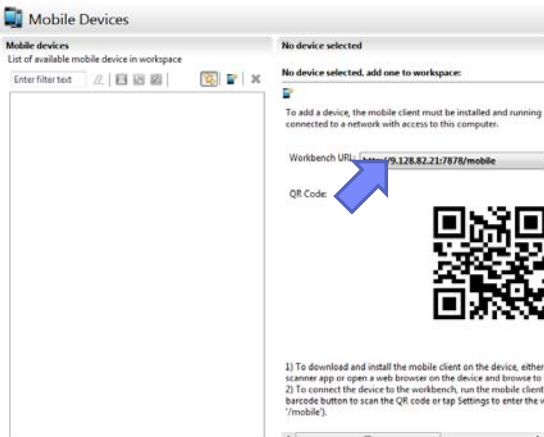 Mobile Devices
Mobile devices
List of available mobile device in workspace
Enter filter text
No device selected
No device selected, add one to workspace:
To add a device, the mobile client must be installed and running
connected to a network with access to this computer.
Workbench URL: 9.128.82.21:7878/mobile
QR Code:
1) To download and install the mobile client on the device, either
scanner app or open a web browser on the device and browse to
2) To connect the device to the workbench, run the mobile client
barcode button to scan the QR code or tap Settings to enter the
'/mobile').